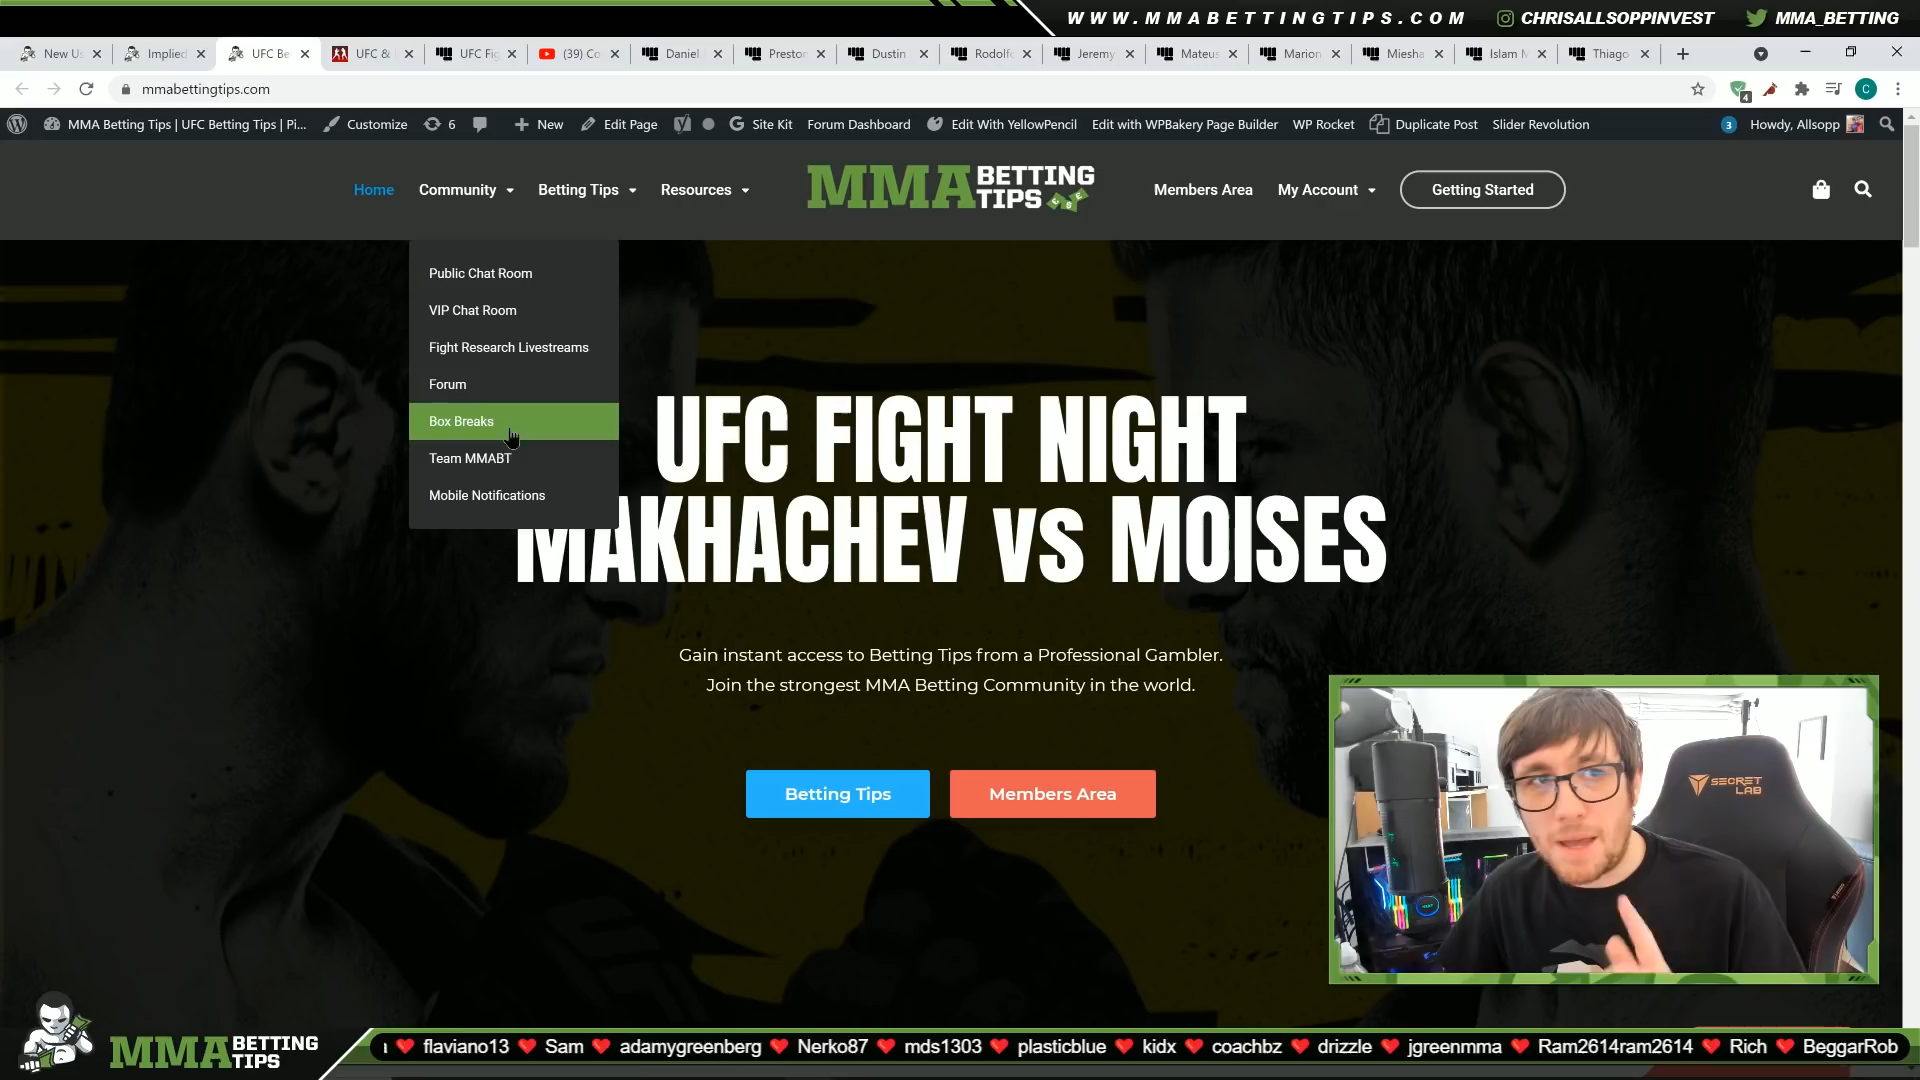 WWW.MMABETTINGTIPS.COM CHRISALLSOPPINVEST MMA_BETTING
New Us Implied UFC Be UFC & UFC Fig (39) Co Daniel Preston Dustin Rodolfo Jeremy Mateus Marion Miesha Islam M Thiago
mmabettingtips.com 4 C
MMA Betting Tips | UFC Betting Tips | Pi... Customize 6 New Edit Page Site Kit Forum Dashboard Edit With YellowPencil Edit with WPBakery Page Builder WP Rocket Duplicate Post Slider Revolution 3 Howdy, Allsopp
Home Community Betting Tips Resources MMA BETTING TIPS Members Area My Account Getting Started
Public Chat Room
VIP Chat Room
Fight Research Livestreams
Forum
Box Breaks
Team MMABT
Mobile Notifications
UFC FIGHT NIGHT
MAKHACHEV vs MOISES
Gain instant access to Betting Tips from a Professional Gambler.
Join the strongest MMA Betting Community in the world.
Betting Tips Members Area
SECRET
LAB
MMA BETTING TIPS
flaviano13 Sam adamygreenberg Nerko87 mds1303 plasticblue kidx coachbz drizzle jgreenmma Ram2614ram2614 Rich BeggarRob